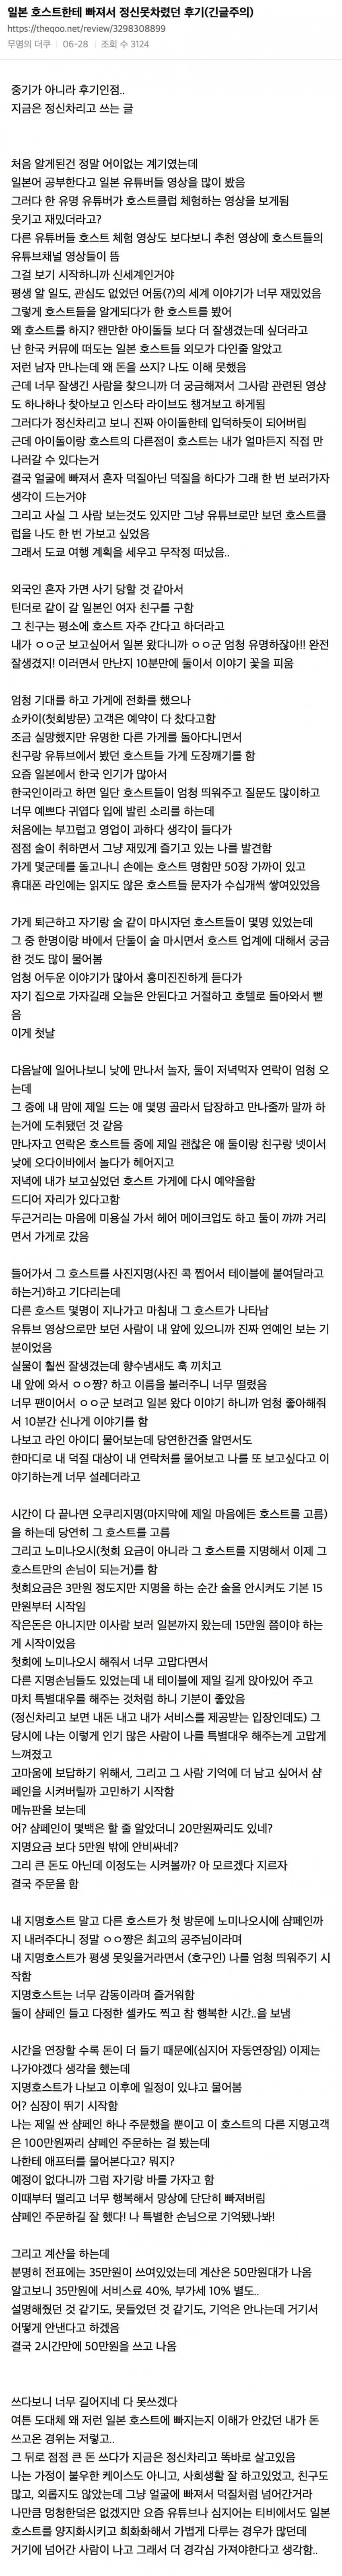 일본 호스트한테 빠져서 정신못차렸던 후기(긴글주의)
https://theqoo.net/review/3298308899
무명의 더쿠 | 06-28 | 조회 수 3124
중기가 아니라 후기인점..
지금은 정신차리고 쓰는 글
처음 알게된건 정말 어이없는 계기였는데
일본어 공부한다고 일본 유튜버들 영상을 많이 봤음
그러다 한 유명 유튜버가 호스트클럽 체험하는 영상을 보게됨
웃기고 재밌더라고?
다른 유튜버들 호스트 체험 영상도 보다보니 추천 영상에 호스트들의
유튜브채널 영상들이 뜸
그걸 보기 시작하니까 신세계인거야
평생 알 일도, 관심도 없었던 어둠(?)의 세계 이야기가 너무 재밌었음
그렇게 호스트들을 알게되다가 한 호스트를 봤어
왜 호스트를 하지? 왠만한 아이돌들 보다 더 잘생겼는데 싶더라고
난 한국 커뮤에 떠도는 일본 호스트들 외모가 다인줄 알았고
저런 남자 만나는데 왜 돈을 쓰지? 나도 이해 못했음
근데 너무 잘생긴 사람을 찾으니까 더 궁금해져서 그사람 관련된 영상
도 하나하나 찾아보고 인스타 라이브도 챙겨보고 하게됨
그러다가 정신차리고 보니 진짜 아이돌한테 입덕하듯이 되어버림
근데 아이돌이랑 호스트의 다른점이 호스트는 내가 얼마든지 직접 만
나러갈 수 있다는거
결국 얼굴에 빠져서 혼자 덕질아닌 덕질을 하다가 그래 한 번 보러가자
생각이 드는거야
그리고 사실 그 사람 보는것도 있지만 그냥 유튜브로만 보던 호스트클
럽을 나도 한 번 가보고 싶었음
그래서 도쿄 여행 계획을 세우고 무작정 떠났음..
외국인 혼자 가면 사기 당할 것 같아서
틴더로 같이 갈 일본인 여자 친구를 구함
그 친구는 평소에 호스트 자주 간다고 하더라고
내가 ㅇㅇ군 보고싶어서 일본 왔다니까 ㅇㅇ군 엄청 유명하잖아!! 완전
잘생겼지! 이러면서 만난지 10분만에 둘이서 이야기 꽃을 피움
엄청 기대를 하고 가게에 전화를 했으나
쇼카이(첫회방문) 고객은 예약이 다 찼다고함
조금 실망했지만 유명한 다른 가게를 돌아다니면서
친구랑 유튜브에서 봤던 호스트들 가게 도장깨기를 함
요즘 일본에서 한국 인기가 많아서
한국인라고 하면 일단 호스트들이 엄청 띄워주고 질문도 많이하고
너무 예쁘다 귀엽다 입에 발린 소리를 하는데
처음에는 부끄럽고 영업이 과하다 생각이 들다가
점점 술이 취하면서 그냥 재밌게 즐기고 있는 나를 발견함
가게 몇군데를 돌고나니 손에는 호스트 명함만 50장 가까이 있고
휴대폰 라인에는 읽지도 않은 호스트들 문자가 수십개씩 쌓여있었음
가게 퇴근하고 자기랑 술 같이 마시자던 호스트들이 몇명 있었는데
그 중 한명이랑 바에서 단둘이 술 마시면서 호스트 업계에 대해서 궁금
한 것도 많이 물어봄
엄청 어두운 이야기가 많아서 흥미진진하게 듣다가
자기 집으로 가자길래 오늘은 안된다고 거절하고 호텔로 돌아와서 뻗
음
이게 첫날
다음날에 일어나보니 낮에 만나서 놀자, 둘이 저녁먹자 연락이 엄청 오
는데
그 중에 내 맘에 제일 드는 애 몇명 골라서 답장하고 만나줄까 말까 하
는거에 도취됐던 것 같음
만나자고 연락온 호스트들 중에 제일 괜찮은 애 둘이랑 친구랑 넷이서
낮에 오다이바에서 놀다가 헤어지고
저녁에 내가 보고싶었던 호스트 가게에 다시 예약을함
드디어 자리가 있다고함
두근거리는 마음에 미용실 가서 헤어 메이크업도 하고 둘이 꺄꺄 거리
면서 가게로 갔음
들어가서 그 호스트를 사진지명(사진 콕 찝어서 테이블에 붙여달라고
하는거)하고 기다리는데
다른 호스트 몇명이 지나가고 마침내 그 호스트가 나타남
유튜브 영상으로만 보던 사람이 내 앞에 있으니까 진짜 연예인 보는 기
분이었음
실물이 훨씬 잘생겼는데 향수냄새도 훅 끼치고
내 앞에 와서 ㅇㅇ쨩? 하고 이름을 불러주니 너무 떨렸음
너무 팬이어서 ㅇㅇ군 보려고 일본 왔다 이야기 하니까 엄청 좋아해줘
서 10분간 신나게 이야기를 함
나보고 라인 아이디 물어보는데 당연한건줄 알면서도
한마디로 내 덕질 대상이 내 연락처를 물어보고 나를 또 보고싶다고 이
야기하는게 너무 설레더라고
시간이 다 끝나면 오쿠리지명(마지막에 제일 마음에든 호스트를 고름)
을 하는데 당연히 그 호스트를 고름
그리고 노미나오시(첫회 요금이 아니라 그 호스트를 지명해서 이제 그
호스트만의 손님이 되는거)를 함
첫회요금은 3만원 정도지만 지명을 하는 순간 술을 안시켜도 기본 15
만원부터 시작임
작은돈은 아니지만 이사람 보러 일본까지 왔는데 15만원 쯤이야 하는
게 시작이었음
첫회에 노미나오시 해줘서 너무 고맙다면서
다른 지명손님들도 있었는데 내 테이블에 제일 길게 앉아있어 주고
마치 특별대우를 해주는 것처럼 하니 기분이 좋았음
(정신차리고 보면 내돈 내고 내가 서비스를 제공받는 입장인데도) 그
당시에 나는 이렇게 인기 많은 사람이 나를 특별대우 해주는게 고맙게
느껴졌고
고마움에 보답하기 위해서, 그리고 그 사람 기억에 더 남고 싶어서 샴
페인을 시켜버릴까 고민하기 시작함
메뉴판을 보는데
어? 샴페인이 몇백은 할 줄 알았더니 20만원짜리도 있네?
지명요금 보다 5만원 밖에 안비싸네?
그리 큰 돈도 아닌데 이정도는 시켜볼까? 아 모르겠다 지르자
결국 주문을 함
내 지명호스트 말고 다른 호스트가 첫 방문에 노미나오시에 샴페인까
지 내려주다니 정말 ㅇㅇ쨩은 최고의 공주님이라며
내 지명호스트가 평생 못잊을거라면서 (호구인) 나를 엄청 띄워주기 시
작함
지명호스트는 너무 감동이라며 즐거워함
둘이 샴페인 들고 다정한 셀카도 찍고 참 행복한 시간..을 보냄
시간을 연장할 수록 돈이 더 들기 때문에(심지어 자동연장임) 이제는
나가야겠다 생각을 했는데
지명호스트가 나보고 이후에 일정이 있냐고 물어봄
어? 심장이 뛰기 시작함
나는 제일 싼 샴페인 하나 주문했을 뿐이고 이 호스트의 다른 지명고객
은 100만원짜리 샴페인 주문하는 걸 봤는데
나한테 애프터를 물어본다고? 뭐지?
예정이 없다니까 그럼 자기랑 바를 가자고 함
이때부터 떨리고 너무 행복해서 망상에 단단히 빠져버림
샴페인 주문하길 잘 했다! 나 특별한 손님으로 기억됐나봐!
그리고 계산을 하는데
분명히 전표에는 35만원이 쓰여있었는데 계산은 50만원대가 나옴
알고보니 35만원에 서비스료 40%, 부가세 10% 별도..
설명해줬던 것 같기도, 못들었던 것 같기도, 기억은 안나는데 거기서
어떻게 안낸다고 하겠음
결국 2시간만에 50만원을 쓰고 나옴
쓰다보니 너무 길어지네 다 못쓰겠다
여튼 도대체 왜 저런 일본 호스트에 빠지는지 이해가 안갔던 내가 돈
쓰고온 경위는 저렇고..
그 뒤로 점점 큰 돈 쓰다가 지금은 정신차리고 똑바로 살고있음
나는 가정이 불우한 케이스도 아니고, 사회생활 잘 하고있었고, 친구도
많고, 외롭지도 않았는데 그냥 얼굴에 빠져서 덕질처럼 넘어간거라
나만큼 멍청한덬은 없겠지만 요즘 유튜브나 심지어는 티비에서도 일본
호스트를 양지화시키고 희화화해서 가볍게 다루는 경우가 많던데
거기에 넘어간 사람이 나고 그래서 더 경각심 가져야한다고 생각함..